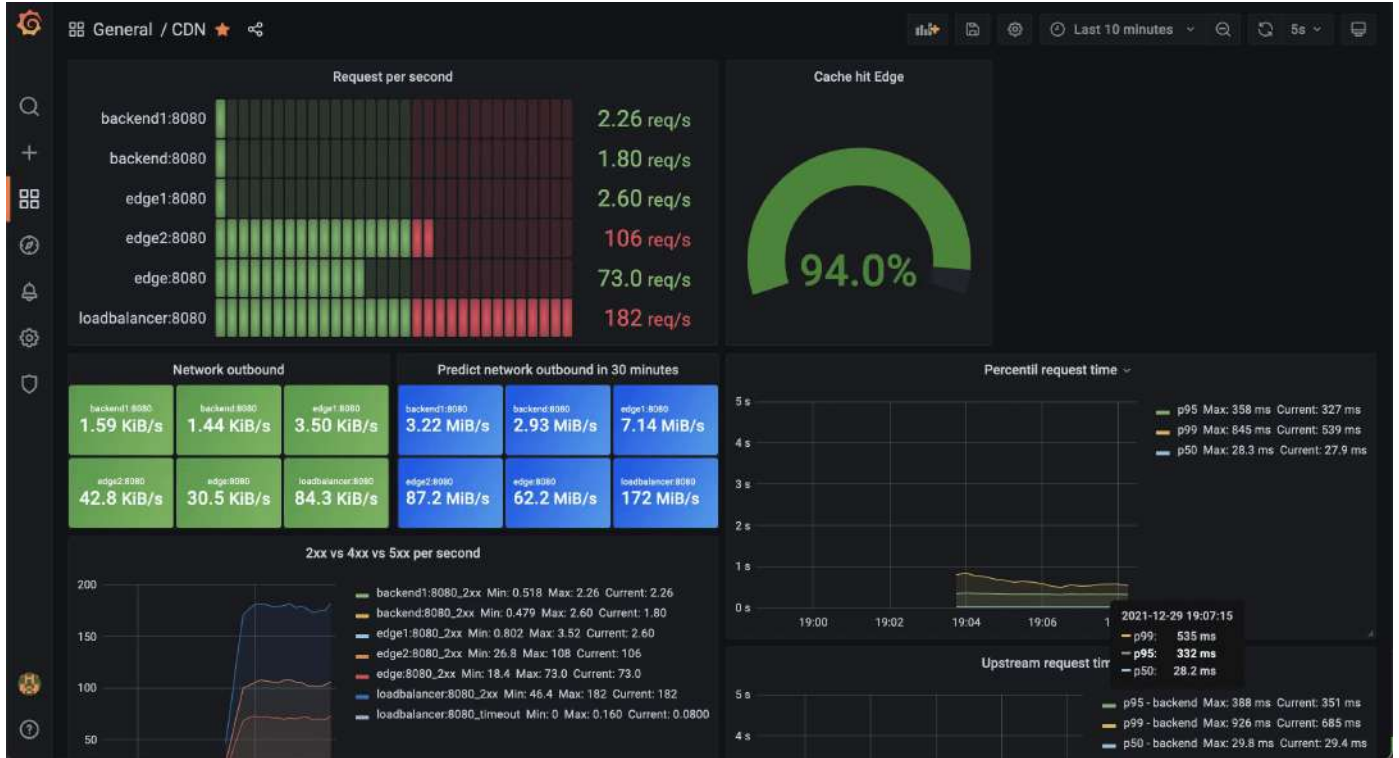 General / CDN
Last 10 minutes
5s
Request per second
backend1:8080 2.26 req/s
backend:8080 1.80 req/s
edge1:8080 2.60 req/s
edge2:8080 106 req/s
edge:8080 73.0 req/s
loadbalancer:8080 182 req/s
Cache hit Edge
94.0%
Network outbound
backend1:8080 backend:8080 edge1:8080
1.59 KiB/s 1.44 KiB/s 3.50 KiB/s
edge2:8080 edge:8080 loadbalancer:8080
42.8 KiB/s 30.5 KiB/s 84.3 KiB/s
Predict network outbound in 30 minutes
backend1:8080 backend:8080 edge1:8080
3.22 MiB/s 2.93 MiB/s 7.14 MiB/s
edge2:8080 edge:8080 loadbalancer:8080
87.2 MiB/s 62.2 MiB/s 172 MiB/s
Percentil request time
5 s
4 s
3 s
2 s
1 s
0 s
19:00 19:02 19:04 19:06 1
p95 Max: 358 ms Current: 327 ms
p99 Max: 845 ms Current: 539 ms
p50 Max: 28.3 ms Current: 27.9 ms
2021-12-29 19:07:15
p99: 535 ms
p95: 332 ms
p50: 28.2 ms
2xx vs 4xx vs 5xx per second
200
150
100
50
backend1:8080_2xx Min: 0.518 Max: 2.26 Current: 2.26
backend:8080_2xx Min: 0.479 Max: 2.60 Current: 1.80
edge1:8080_2xx Min: 0.802 Max: 3.52 Current: 2.60
edge2:8080_2xx Min: 26.8 Max: 108 Current: 106
edge:8080_2xx Min: 18.4 Max: 73.0 Current: 73.0
loadbalancer:8080_2xx Min: 46.4 Max: 182 Current: 182
loadbalancer:8080_timeout Min: 0 Max: 0.160 Current: 0.0800
Upstream request tim
5 s
4 s
p95 - backend Max: 388 ms Current: 351 ms
p99 - backend Max: 926 ms Current: 685 ms
p50 - backend Max: 29.8 ms Current: 29.4 ms